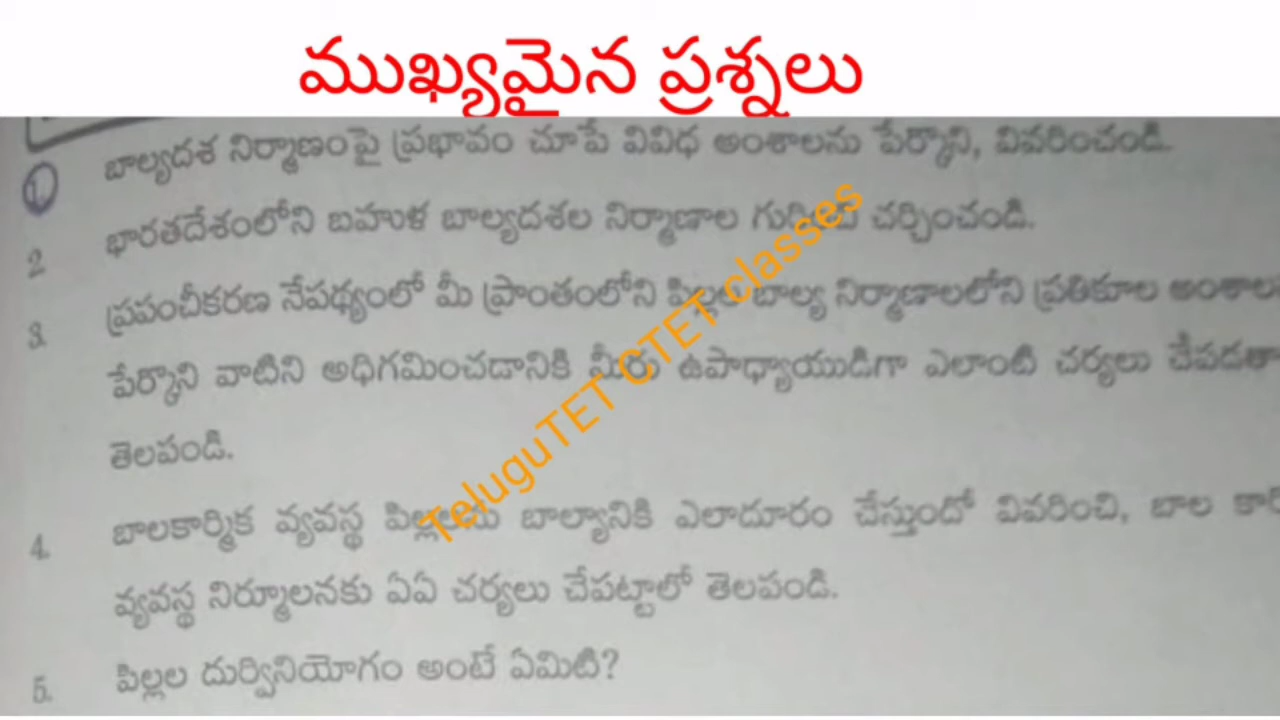 ముఖ్యమైన ప్రశ్నలు
1. బాల్యదశ నిర్మాణంపై ప్రభావం చూపే వివిధ అంశాలను పేర్కొని, వివరించండి.
2 భారతదేశంలోని బహుళ బాల్యదశల నిర్మాణాల చర్చించండి.
3. ప్రపంచీకరణ నేపథ్యంలో మీ ప్రాంతంలోని పిల్లల బాల్య నిర్మాణాలలోని ప్రతికూల
పేర్కొని వాటిని అధిగమించడానికి మీరు ఉపాధ్యాయుడిగా ఎలాంటి చర్యలు
తెలపండి.
4. బాలకార్మిక వ్యవస్థ బాల్యానికి ఎలాదూరం చేస్తుందో వివరించి, బాల
వ్యవస్థ నిర్మూలనకు ఏఏ చర్యలు చేపట్టాలో తెలపండి.
5. పిల్లల దుర్వినియోగం అంటే ఏమిటి?
TeluguTET CTET classes